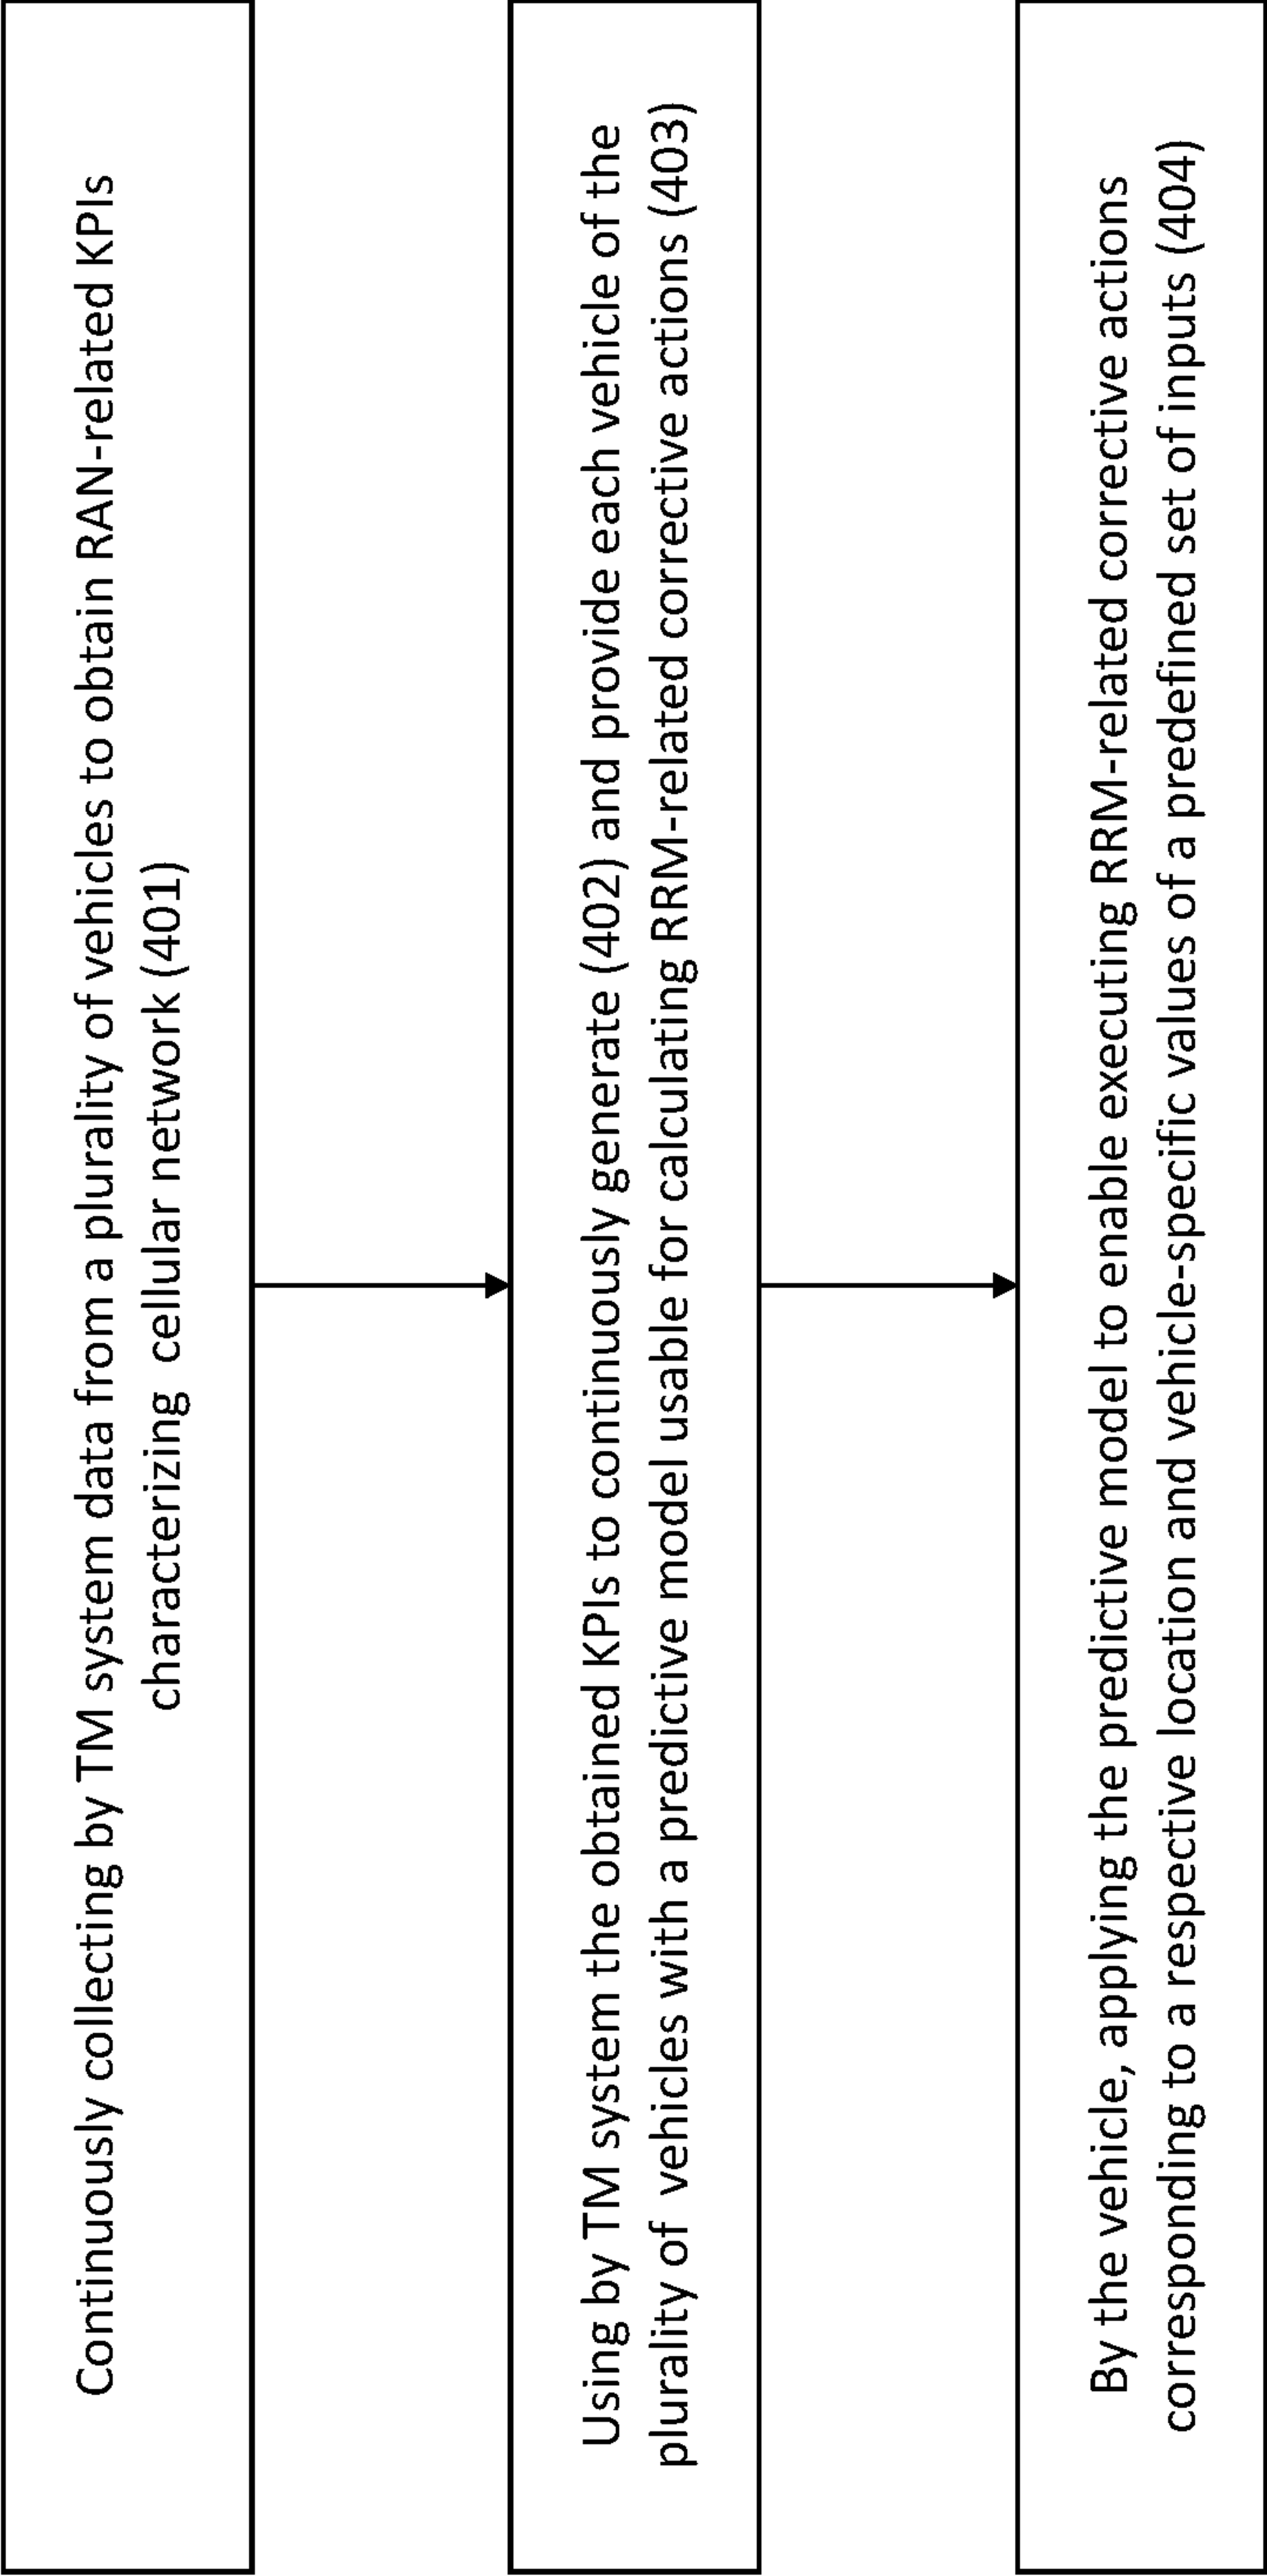 Continuously collecting by TM system data from a plurality of vehicles to obtain RAN-related KPIs
characterizing cellular network (401)
Using by TM system the obtained KPIs to continuously generate (402) and provide each vehicle of the
plurality of vehicles with a predictive model usable for calculating RRM-related corrective actions (403)
By the vehicle, applying the predictive model to enable executing RRM-related corrective actions
corresponding to a respective location and vehicle-specific values of a predefined set of inputs (404)